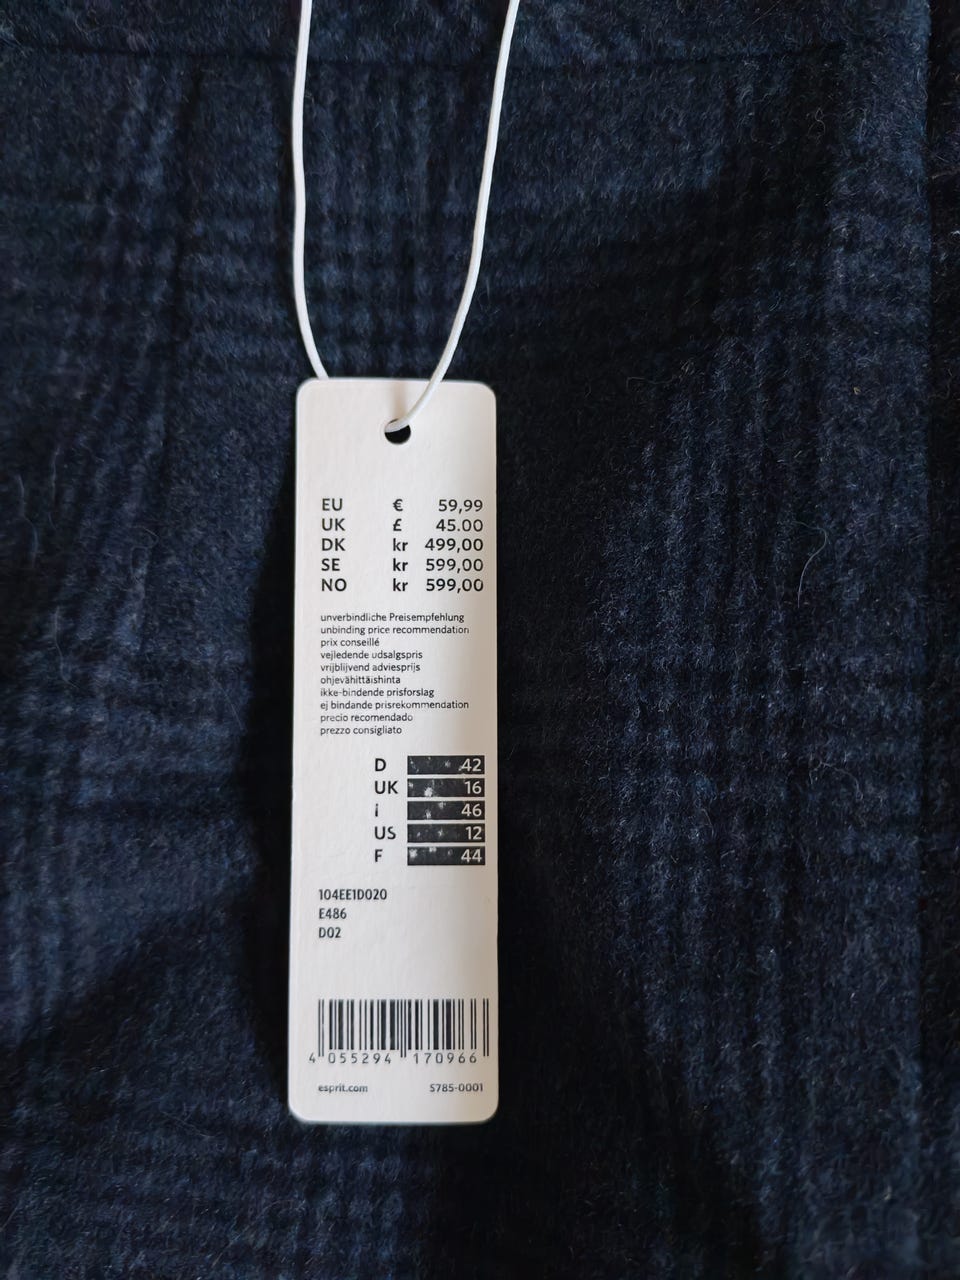 EU € 59,99
UK £ 45.00
DK kr 499,00
SE kr 599,00
NO kr 599,00
unverbindliche Preisempfehlung
unbinding price recommendation
prix conseillé
vejledende udsalgspris
vrijblijvend adviesprijs
ohjevähittäishinta
ikke-bindende prisforslag
ej bindande prisrekommendation
precio recomendado
prezzo consigliato
D 42
UK 16
i 46
US 12
F 44
104EE1D020
E486
D02
4 055294 170966
esprit.com S785-0001